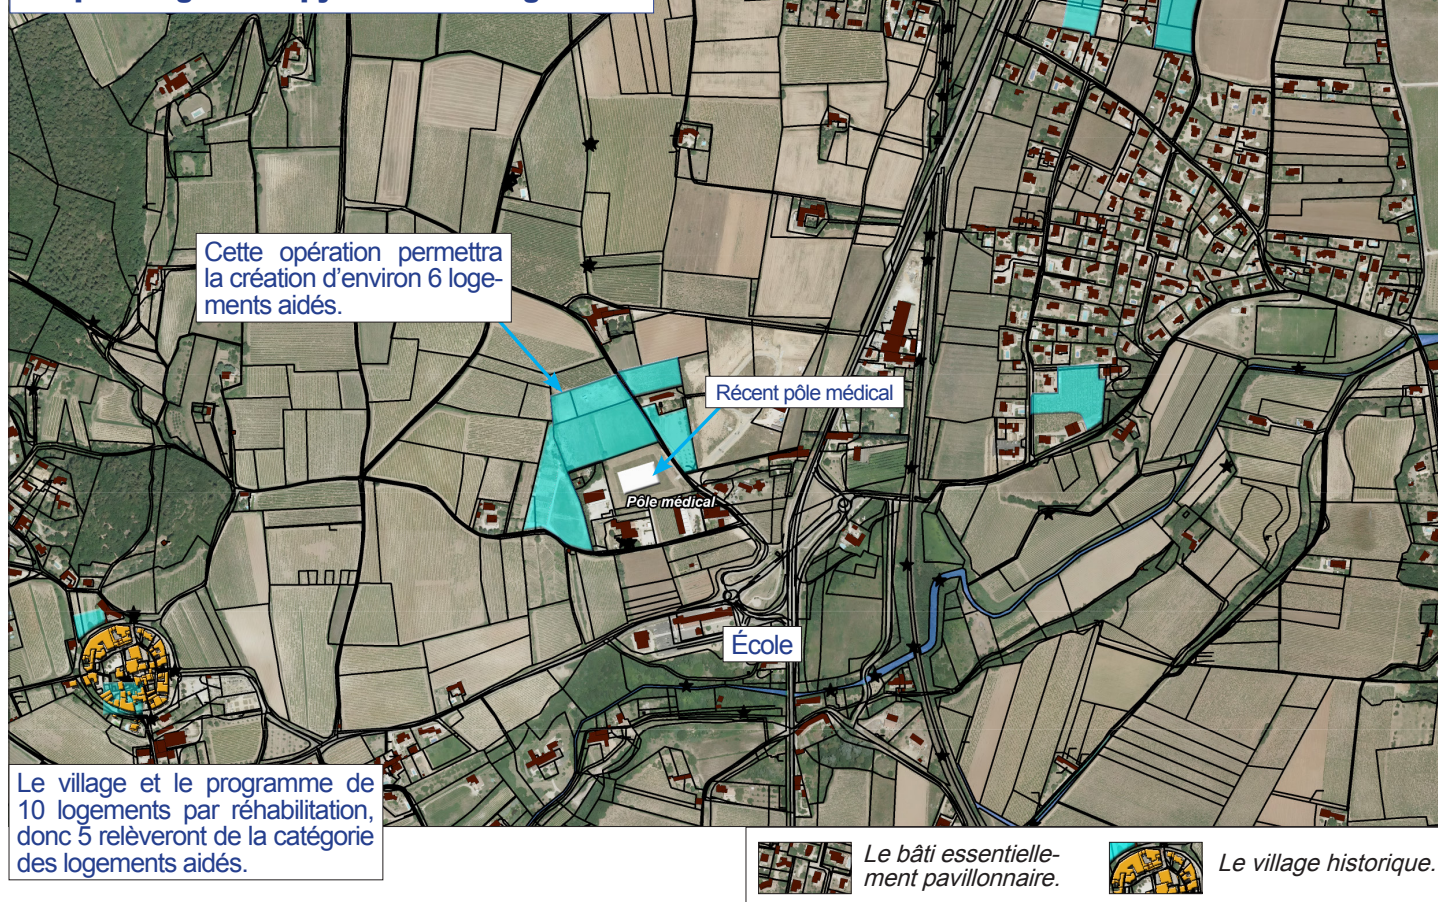 Cette opération permettra
la création d’environ 6 loge-
ments aidés.
Récent pôle médical
Pôle médical
École
Le village et le programme de
10 logements par réhabilitation,
donc 5 relèveront de la catégorie
des logements aidés.
Le bâti essentielle-
ment pavillonnaire.
Le village historique.